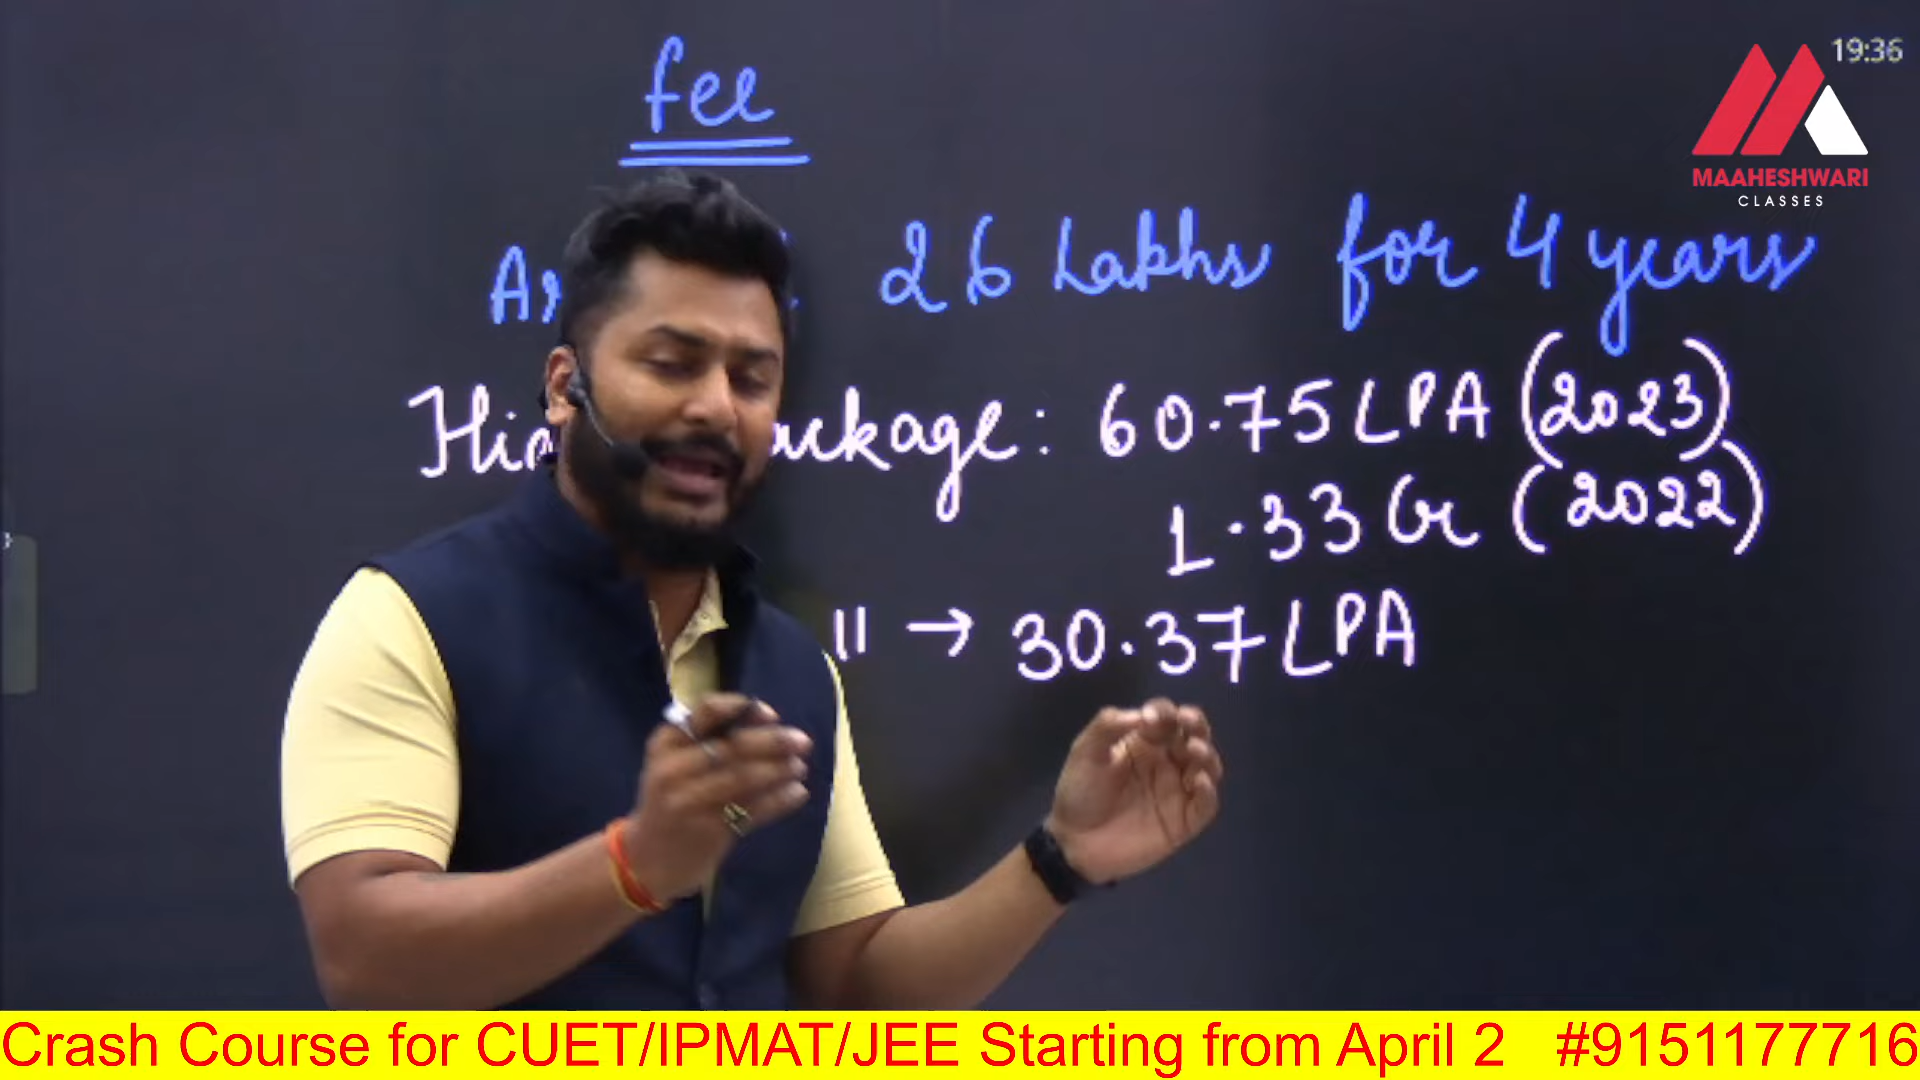 19:36
fee
MAAHESHWARI
CLASSES
26 Lakhs for 4 years
: 60.75 LPA (2023)
1.33 Cr (2022)
11 → 30.37 LPA
Crash Course for CUET/IPMAT/JEE Starting from April 2 #9151177716